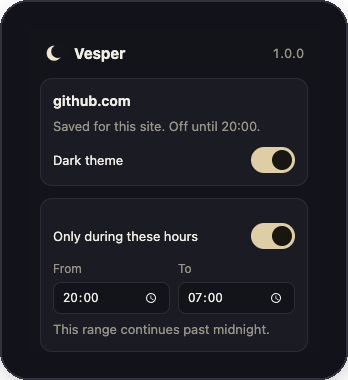 Vesper 1.0.0
github.com
Saved for this site. Off until 20:00.
Dark theme
Only during these hours
From To
20:00 07:00
This range continues past midnight.